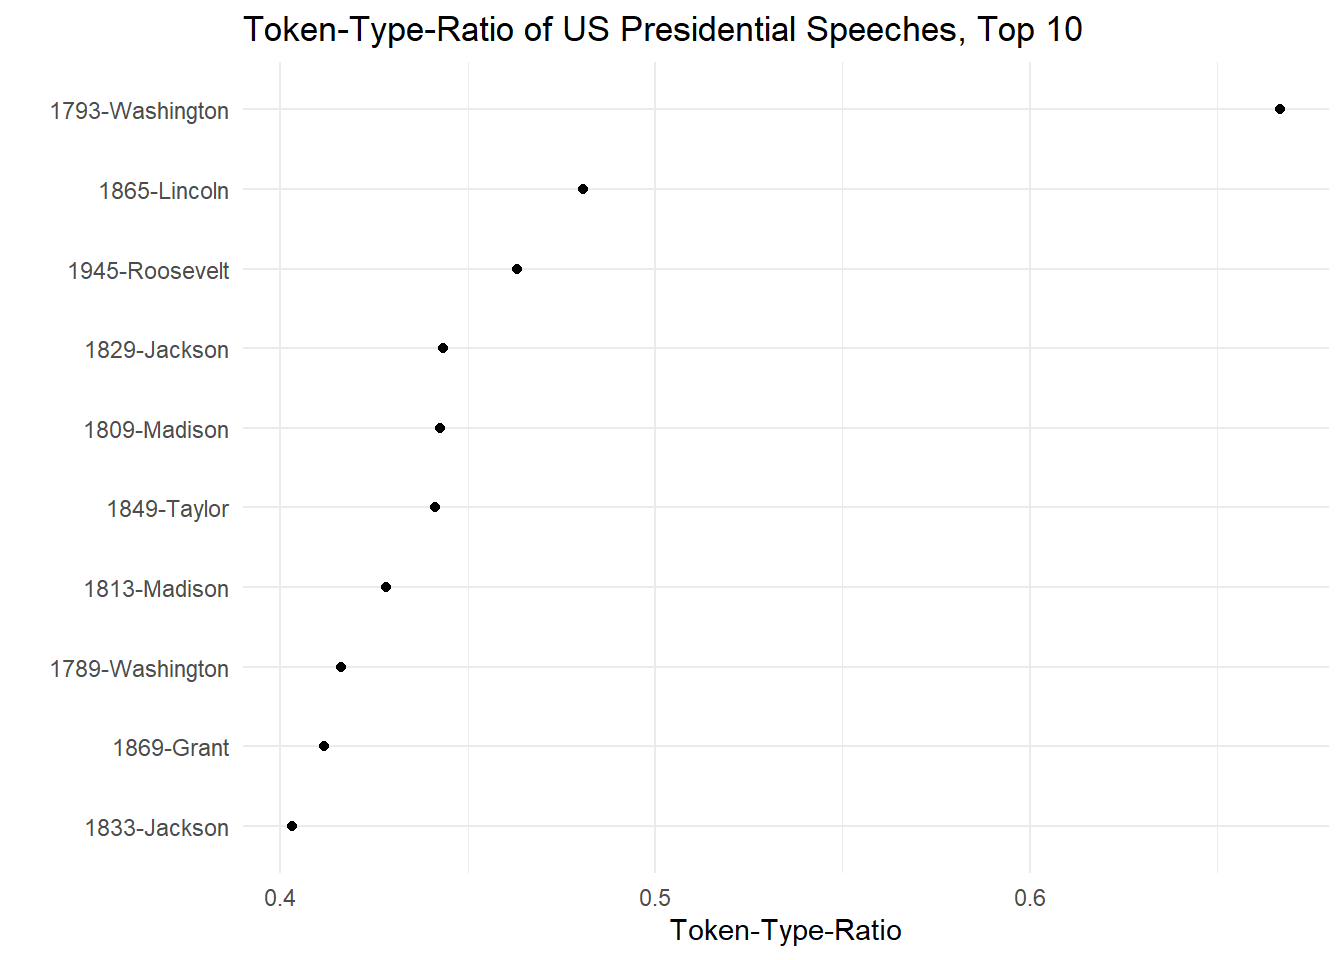 Token-Type-Ratio of US Presidential Speeches, Top 10
1793-Washington
1865-Lincoln
1945-Roosevelt
1829-Jackson
1809-Madison
1849-Taylor
1813-Madison
1789-Washington
1869-Grant
1833-Jackson
0.4 0.5 0.6
Token-Type-Ratio